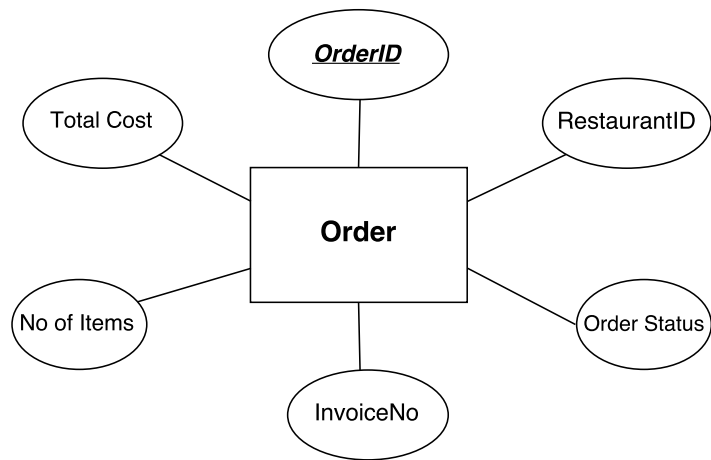 OrderID
Total Cost
RestaurantID
Order
No of Items
Order Status
InvoiceNo